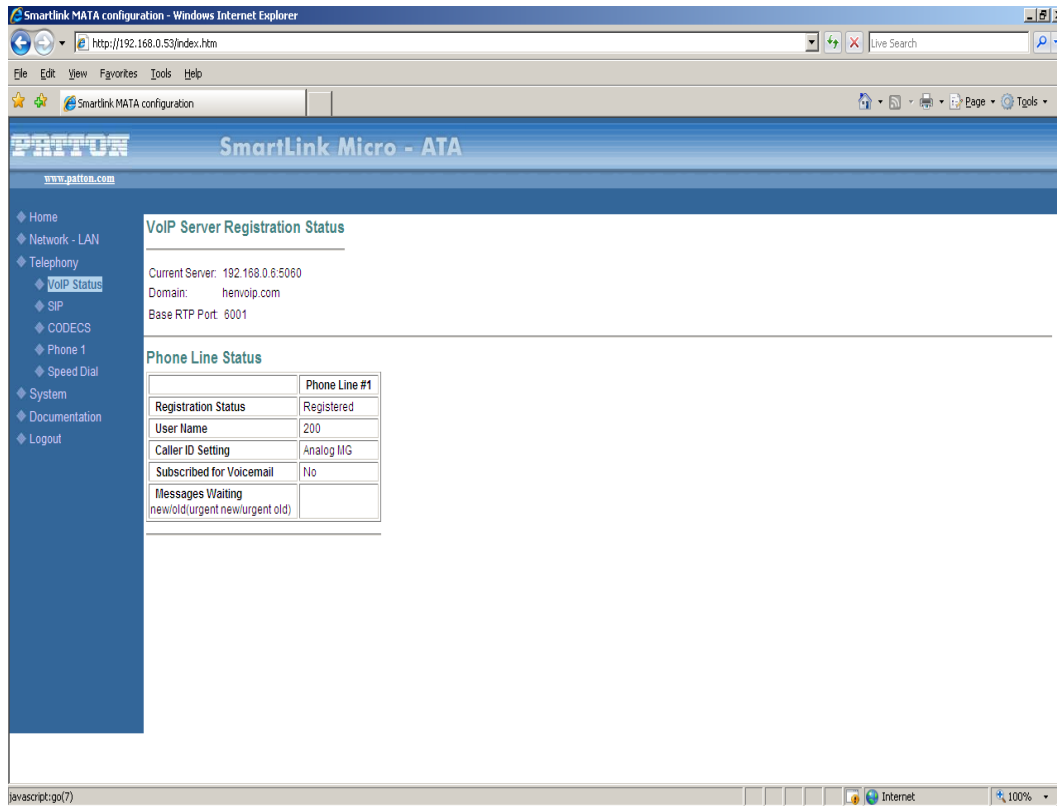 Smartlink MATA configuration - Windows Internet Explorer
http://192.168.0.53/index.htm
Live Search
File Edit View Favorites Tools Help
Smartlink MATA configuration
Page Tools
PATTON
SmartLink Micro - ATA
www.patton.com
Home
Network - LAN
Telephony
VoIP Status
SIP
CODECS
Phone 1
Speed Dial
System
Documentation
Logout
VoIP Server Registration Status
Current Server: 192.168.0.6:5060
Domain: henvoip.com
Base RTP Port: 6001
Phone Line Status
Phone Line #1
Registration Status Registered
User Name 200
Caller ID Setting Analog MG
Subscribed for Voicemail No
Messages Waiting
new/old(urgent new/urgent old)
javascript:go(7)
Internet
100%